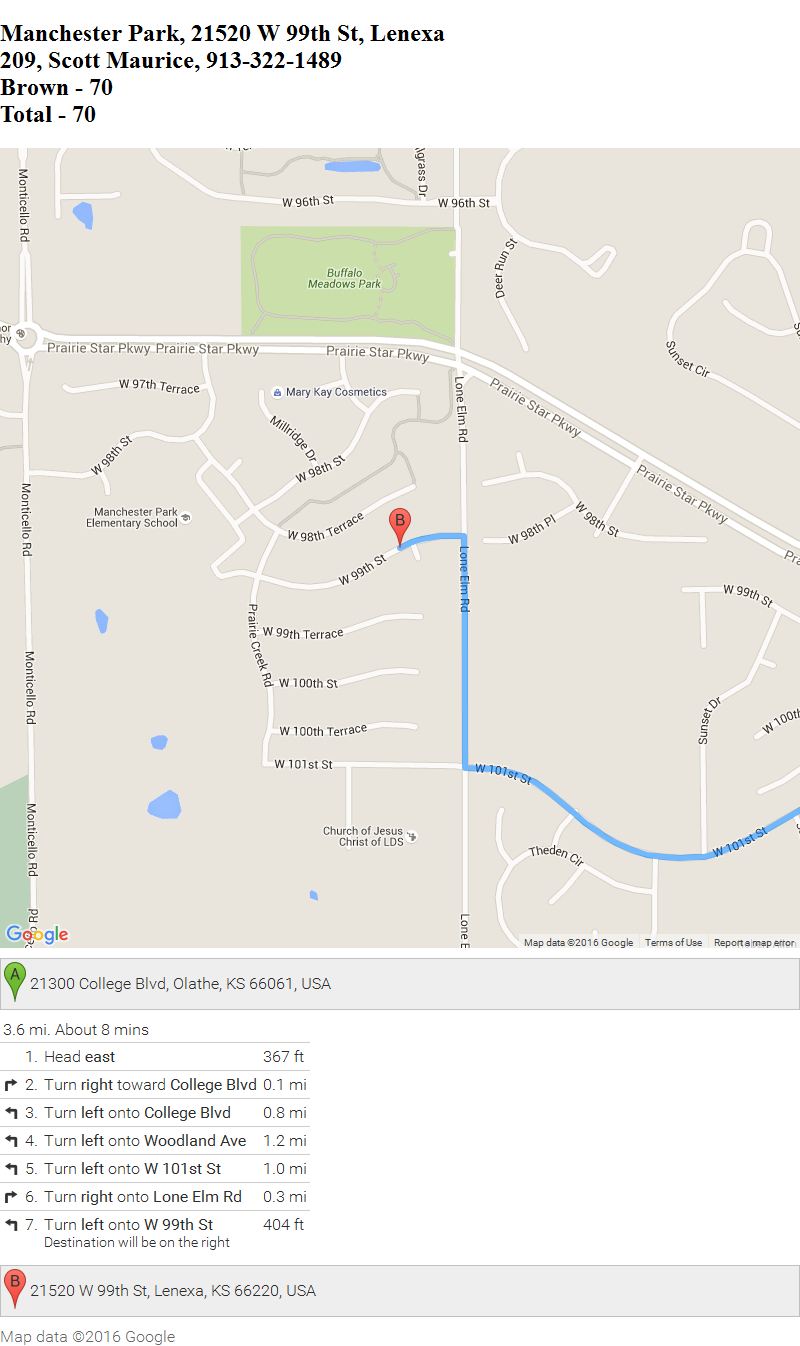 Manchester Park, 21520 W 99th St, Lenexa
209, Scott Maurice, 913-322-1489
Brown - 70
Total - 70
Agrass Dr
Monticello Rd
W 96th St
W 96th St
Deer Run St
Buffalo
Meadows Park
Prairie Star Pkwy
Prairie Star Pkwy
Prairie Star Pkwy
Sunset Cir
W 97th Terrace
Mary Kay Cosmetics
Lone Elm Rd
Prairie Star Pkwy
Millridge Dr
W 98th St
W 98th St
Prairie Star Pkwy
Monticello Rd
Manchester Park
Elementary School
B
W 98th Terrace
W 98th Pl
W 98th St
Lone Elm Rd
W 99th St
W 99th St
Prairie Creek Rd
W 99th Terrace
Monticello Rd
W 100th St
Sunset Dr
W 100th
W 100th Terrace
W 101st St
W 101st St
Monticello Rd
Church of Jesus
Christ of LDS
Theden Cir
W 101st St
Lone E
Google
Map data ©2016 Google
Terms of Use
Report a map error
A
21300 College Blvd, Olathe, KS 66061, USA
3.6 mi. About 8 mins
1. Head east 367 ft
2. Turn right toward College Blvd 0.1 mi
3. Turn left onto College Blvd 0.8 mi
4. Turn left onto Woodland Ave 1.2 mi
5. Turn left onto W 101st St 1.0 mi
6. Turn right onto Lone Elm Rd 0.3 mi
7. Turn left onto W 99th St 404 ft
Destination will be on the right
B
21520 W 99th St, Lenexa, KS 66220, USA
Map data ©2016 Google